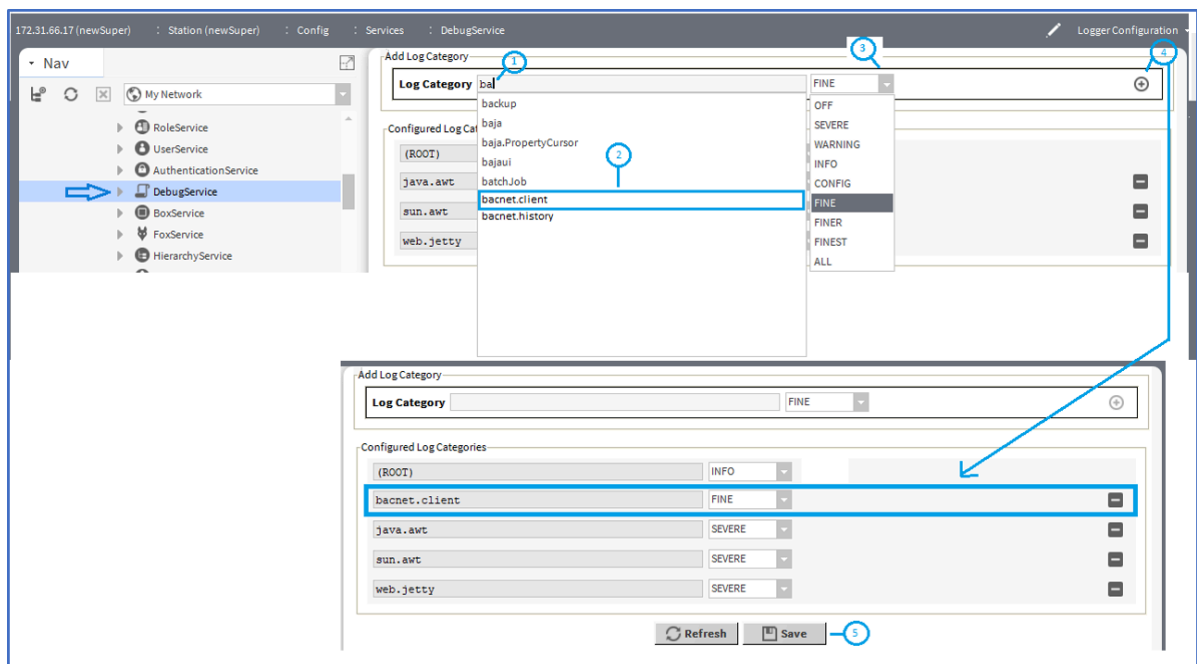 172.31.66.17 (newSuper) : Station (newSuper) : Config : Services : DebugService Logger Configuration
Nav
My Network
RoleService
UserService
AuthenticationService
DebugService
BoxService
FoxService
HierarchyService
Add Log Category
1
3
4
Log Category ba FINE
Configured Log Cat
(ROOT)
java.awt
sun.awt
web.jetty
backup
baja
baja.PropertyCursor
bajaui
batchJob
bacnet.client
bacnet.history
2
OFF
SEVERE
WARNING
INFO
CONFIG
FINE
FINER
FINEST
ALL
Add Log Category
Log Category FINE
Configured Log Categories
(ROOT) INFO
bacnet.client FINE
java.awt SEVERE
sun.awt SEVERE
web.jetty SEVERE
Refresh Save 5